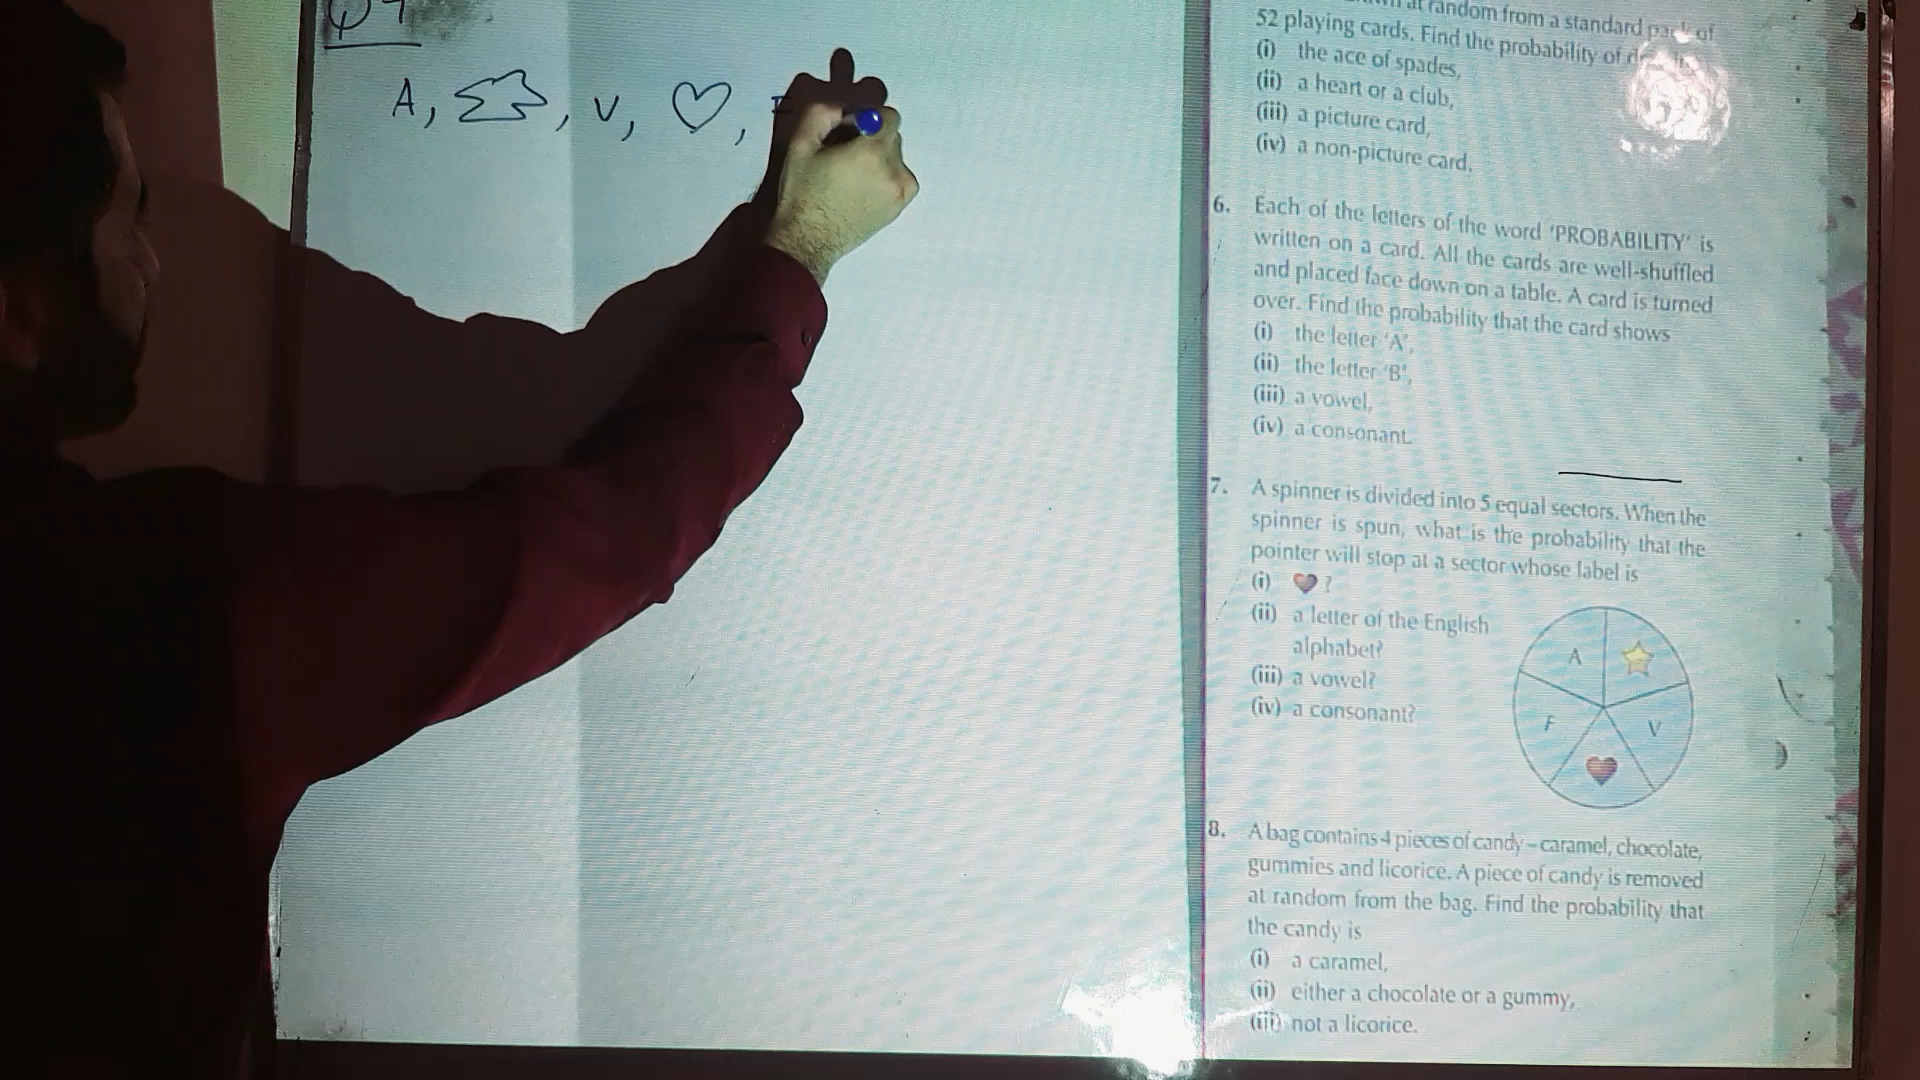 Q7
A, , V, , F
at random from a standard pack of
52 playing cards. Find the probability of
(i) the ace of spades,
(ii) a heart or a club,
(iii) a picture card,
(iv) a non-picture card.
6. Each of the letters of the word 'PROBABILITY' is
written on a card. All the cards are well-shuffled
and placed face down on a table. A card is turned
over. Find the probability that the card shows
(i) the letter 'A',
(ii) the letter 'B',
(iii) a vowel,
(iv) a consonant.
7. A spinner is divided into 5 equal sectors. When the
spinner is spun, what is the probability that the
pointer will stop at a sector whose label is
(i) ?
(ii) a letter of the English
alphabet?
(iii) a vowel?
(iv) a consonant?
A
F V
8. A bag contains 4 pieces of candy – caramel, chocolate,
gummies and licorice. A piece of candy is removed
at random from the bag. Find the probability that
the candy is
(i) a caramel,
(ii) either a chocolate or a gummy,
(iii) not a licorice.